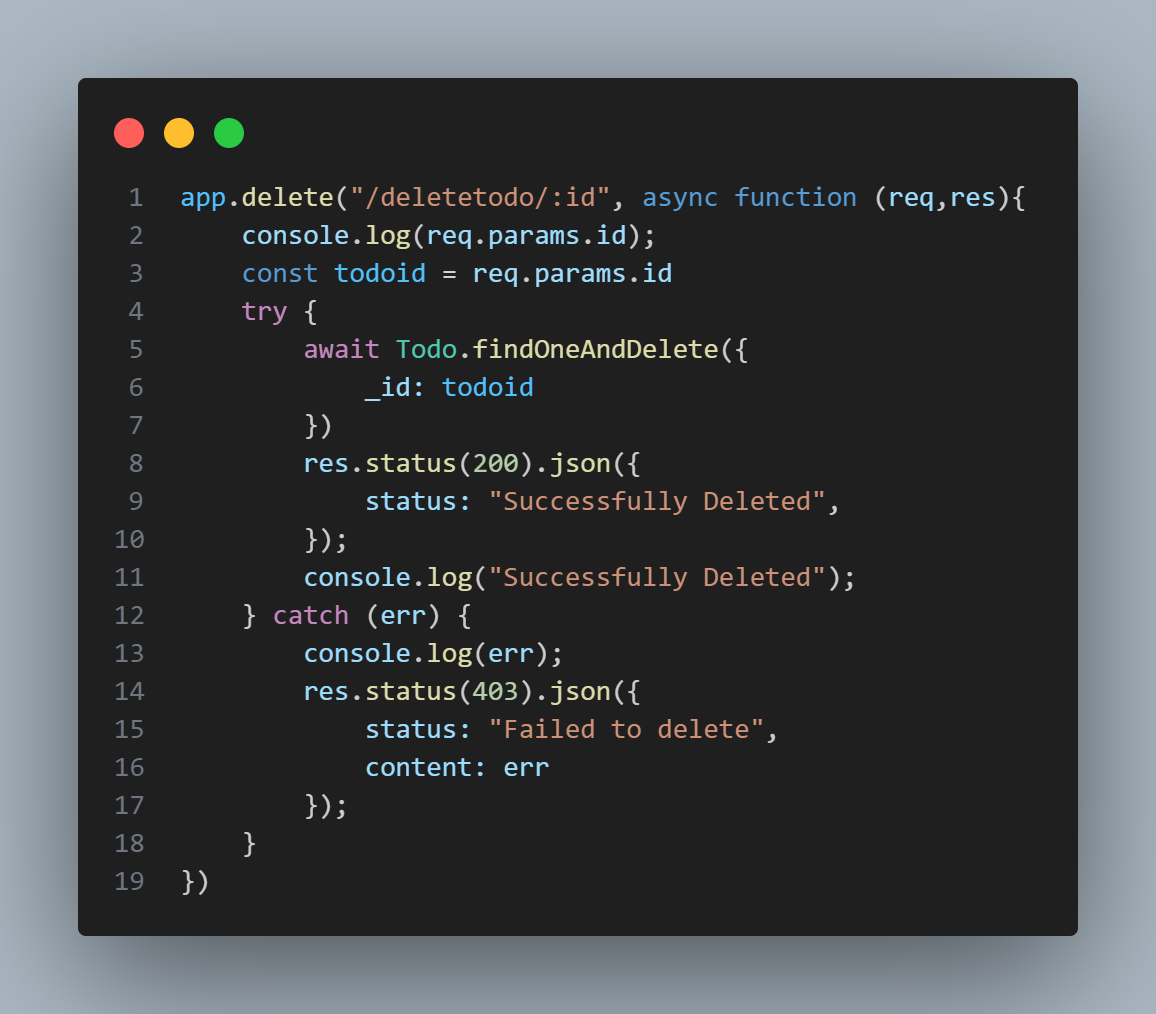 1 app.delete("/deletetodo/:id", async function (req,res){
2     console.log(req.params.id);
3     const todoid = req.params.id
4     try {
5         await Todo.findOneAndDelete({
6             _id: todoid
7         })
8         res.status(200).json({
9             status: "Successfully Deleted",
10         });
11         console.log("Successfully Deleted");
12     } catch (err) {
13         console.log(err);
14         res.status(403).json({
15             status: "Failed to delete",
16             content: err
17         });
18     }
19 })